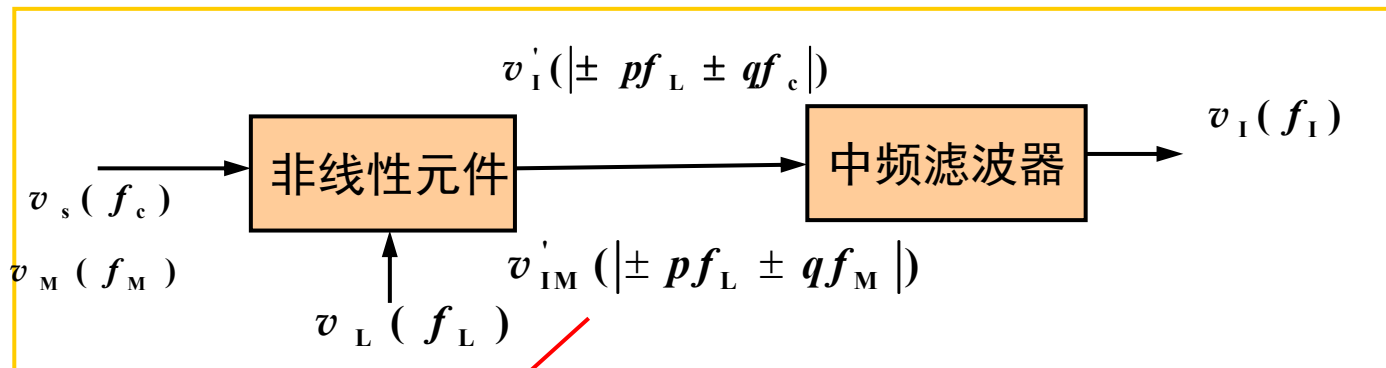 v'I(|± pfL ± qfc|)
vI(fI)
非线性元件
中频滤波器
vs(fc)
vM(fM)
v'IM(|± pfL ± qfM|)
vL(fL)